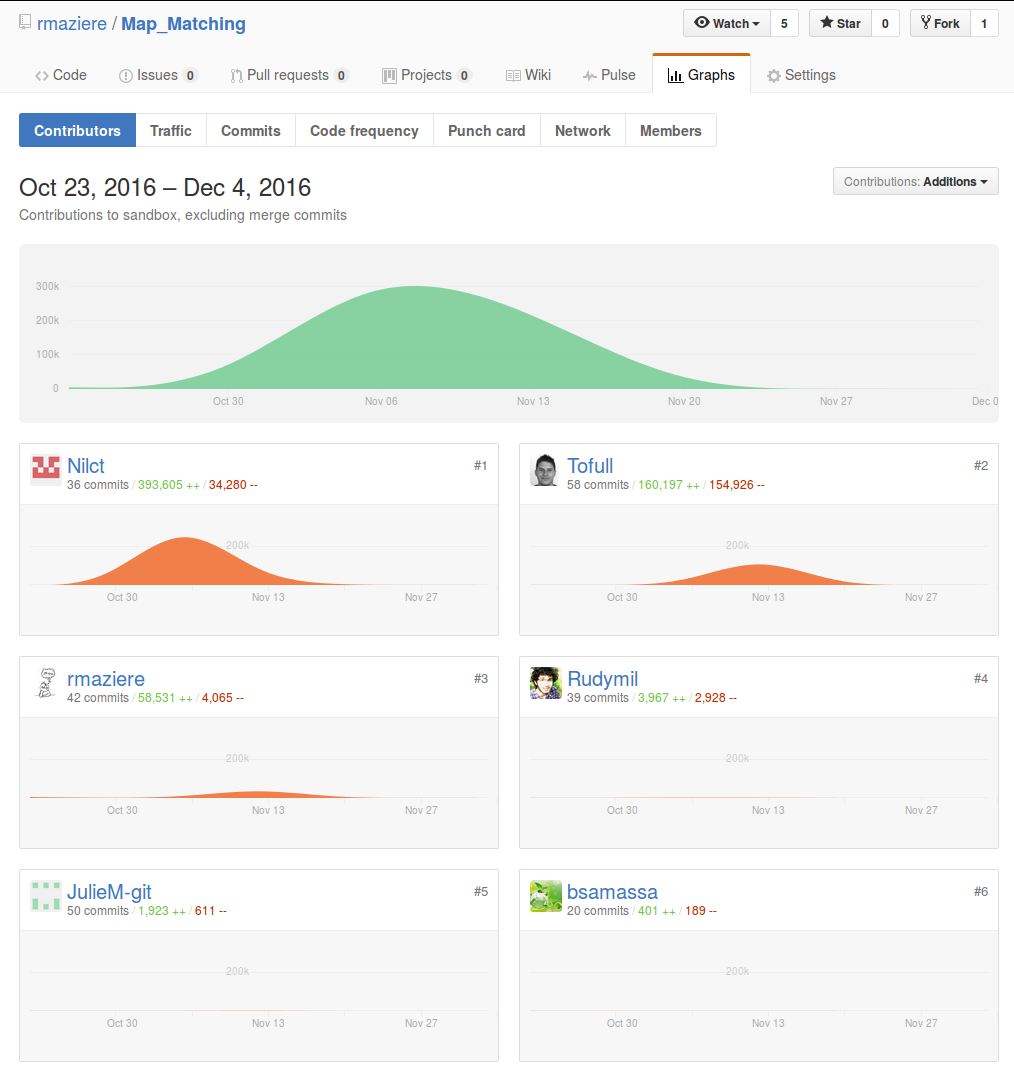 rmaziere / Map_Matching
Watch 5 Star 0 Fork 1
Code Issues 0 Pull requests 0 Projects 0 Wiki Pulse Graphs Settings
Contributors Traffic Commits Code frequency Punch card Network Members
Oct 23, 2016 – Dec 4, 2016
Contributions: Additions
Contributions to sandbox, excluding merge commits
300k
200k
100k
0
Oct 30 Nov 06 Nov 13 Nov 20 Nov 27 Dec 0
Nilct #1
36 commits / 393,605 ++ / 34,280 --
200k
Oct 30 Nov 13 Nov 27
Tofull #2
58 commits / 160,197 ++ / 154,926 --
200k
Oct 30 Nov 13 Nov 27
rmaziere #3
42 commits / 58,531 ++ / 4,065 --
200k
Oct 30 Nov 13 Nov 27
Rudymil #4
39 commits / 3,967 ++ / 2,928 --
200k
Oct 30 Nov 13 Nov 27
JulieM-git #5
50 commits / 1,923 ++ / 611 --
200k
Oct 30 Nov 13 Nov 27
bsamassa #6
20 commits / 401 ++ / 189 --
200k
Oct 30 Nov 13 Nov 27